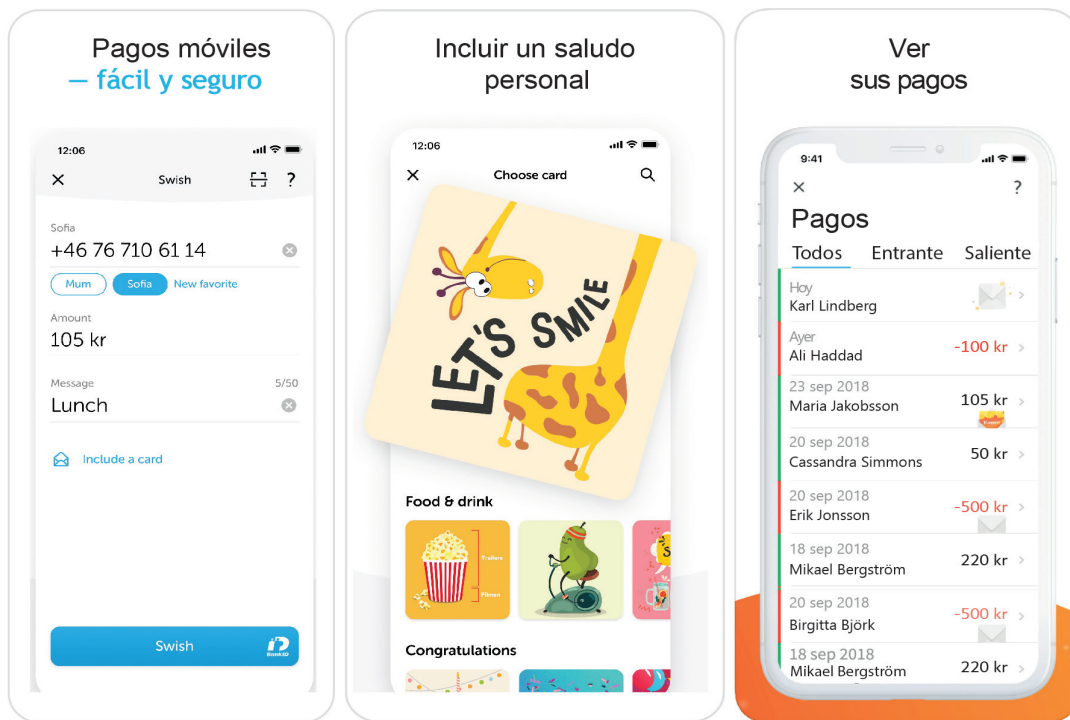 Pagos móviles
– fácil y seguro
12:06
Swish
?
Sofia
+46 76 710 61 14
Mum
Sofia
New favorite
Amount
105 kr
Message
5/50
Lunch
Include a card
Swish
BankID
Incluir un saludo
personal
12:06
Choose card
LET'S SMILE
Food & drink
Trailers
Filmen
Congratulations
Ver
sus pagos
9:41
?
Pagos
Todos Entrante Saliente
Hoy
Karl Lindberg
Ayer
Ali Haddad
-100 kr
23 sep 2018
Maria Jakobsson
105 kr
20 sep 2018
Cassandra Simmons
50 kr
20 sep 2018
Erik Jonsson
-500 kr
18 sep 2018
Mikael Bergström
220 kr
20 sep 2018
Birgitta Björk
-500 kr
18 sep 2018
Mikael Bergström
220 kr